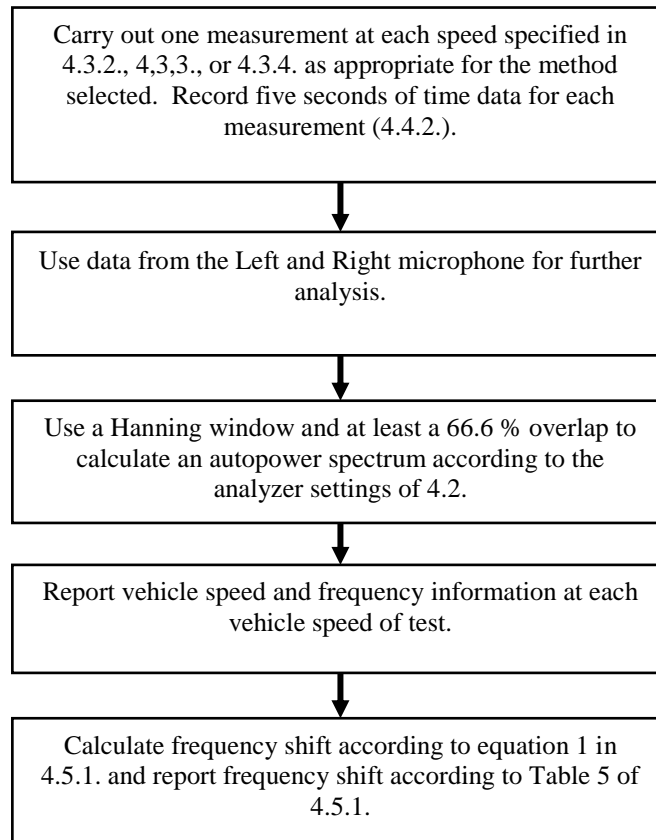 Carry out one measurement at each speed specified in
4.3.2., 4,3,3., or 4.3.4. as appropriate for the method
selected.  Record five seconds of time data for each
measurement (4.4.2.).
Use data from the Left and Right microphone for further
analysis.
Use a Hanning window and at least a 66.6 % overlap to
calculate an autopower spectrum according to the
analyzer settings of 4.2.
Report vehicle speed and frequency information at each
vehicle speed of test.
Calculate frequency shift according to equation 1 in
4.5.1. and report frequency shift according to Table 5 of
4.5.1.